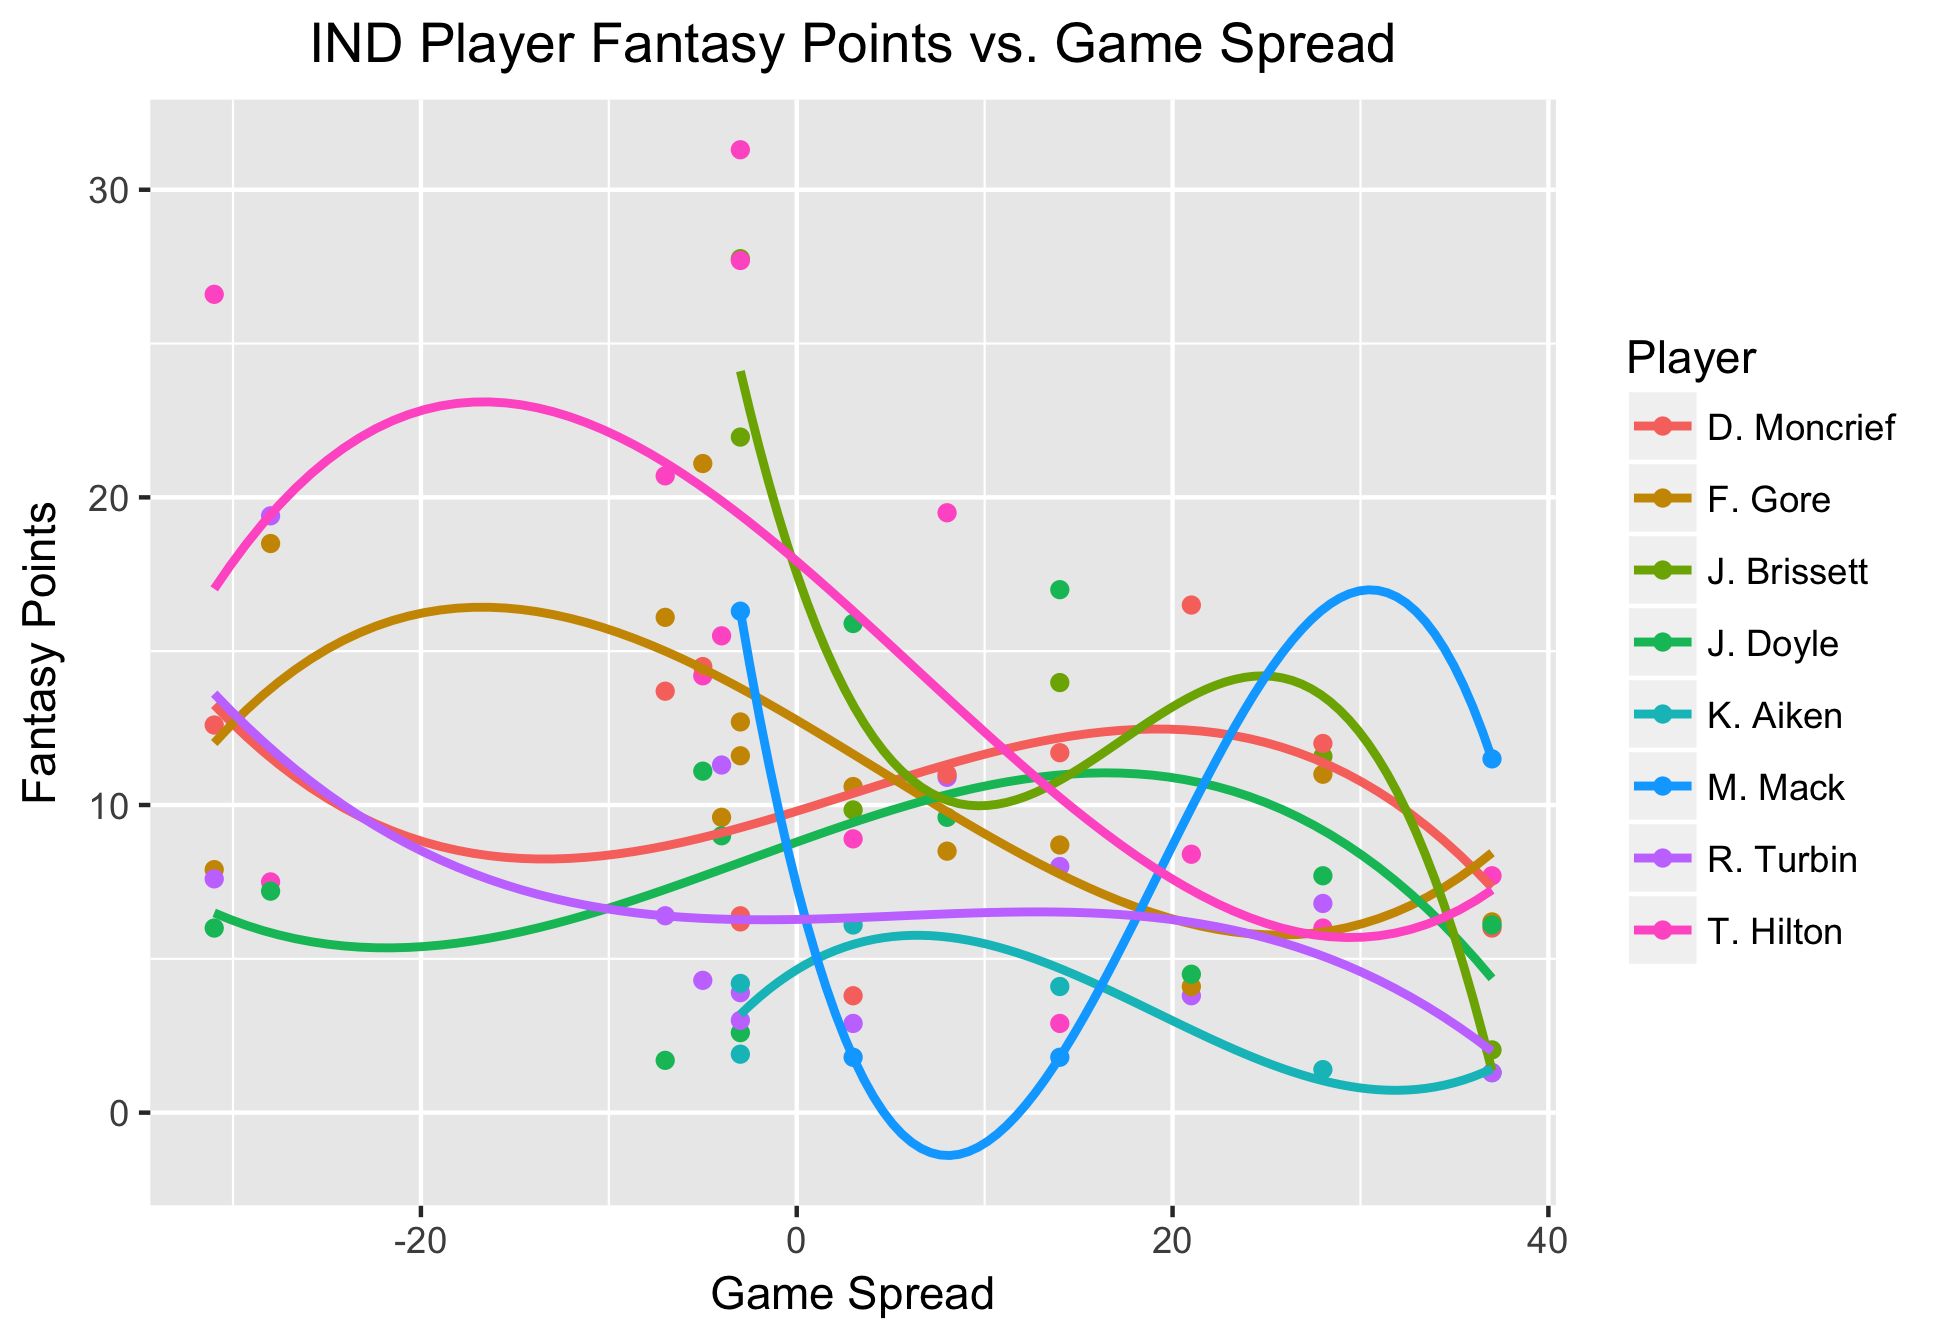 IND Player Fantasy Points vs. Game Spread
30
20
10
0
Fantasy Points
-20 0 20 40
Game Spread
Player
D. Moncrief
F. Gore
J. Brissett
J. Doyle
K. Aiken
M. Mack
R. Turbin
T. Hilton